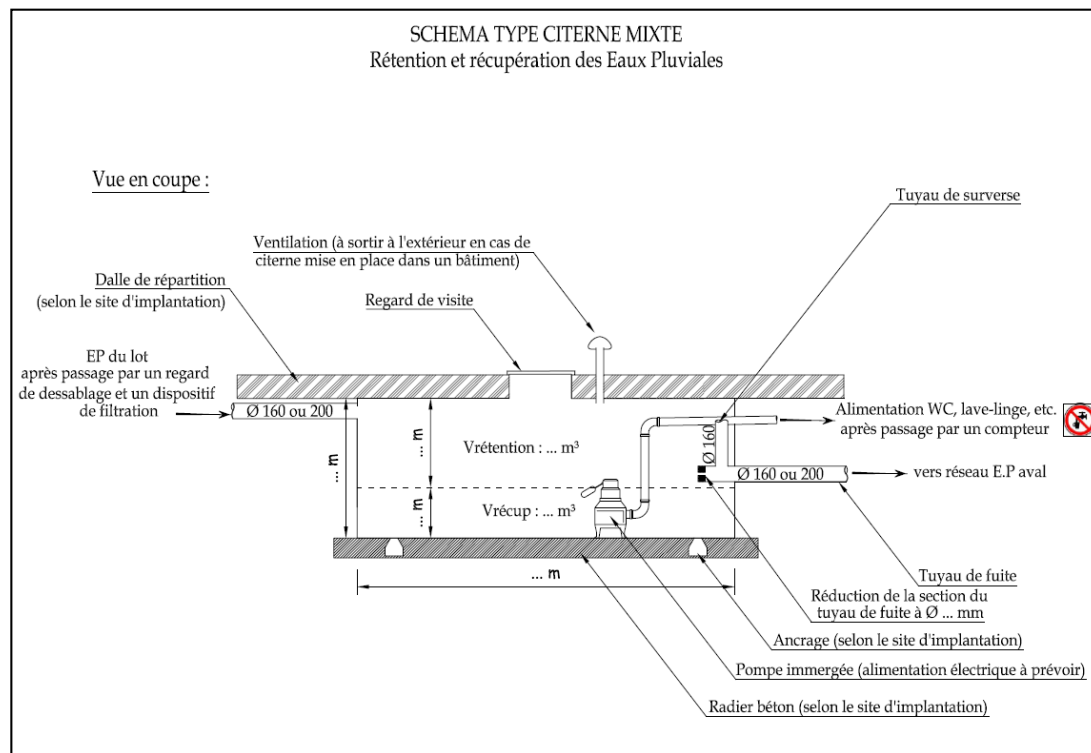 SCHEMA TYPE CITERNE MIXTE
Rétention et récupération des Eaux Pluviales
Vue en coupe :
Tuyau de surverse
Ventilation (à sortir à l'extérieur en cas de
citerne mise en place dans un bâtiment)
Dalle de répartition
(selon le site d'implantation)
Regard de visite
EP du lot
après passage par un regard
de dessablage et un dispositif
de filtration
Ø 160 ou 200
... m
... m
... m
Vrétention : ... m³
Vrécup : ... m³
Ø 160
Alimentation WC, lave-linge, etc.
après passage par un compteur
Ø 160 ou 200
vers réseau E.P aval
... m
Tuyau de fuite
Réduction de la section du
tuyau de fuite à Ø ... mm
Ancrage (selon le site d'implantation)
Pompe immergée (alimentation électrique à prévoir)
Radier béton (selon le site d'implantation)